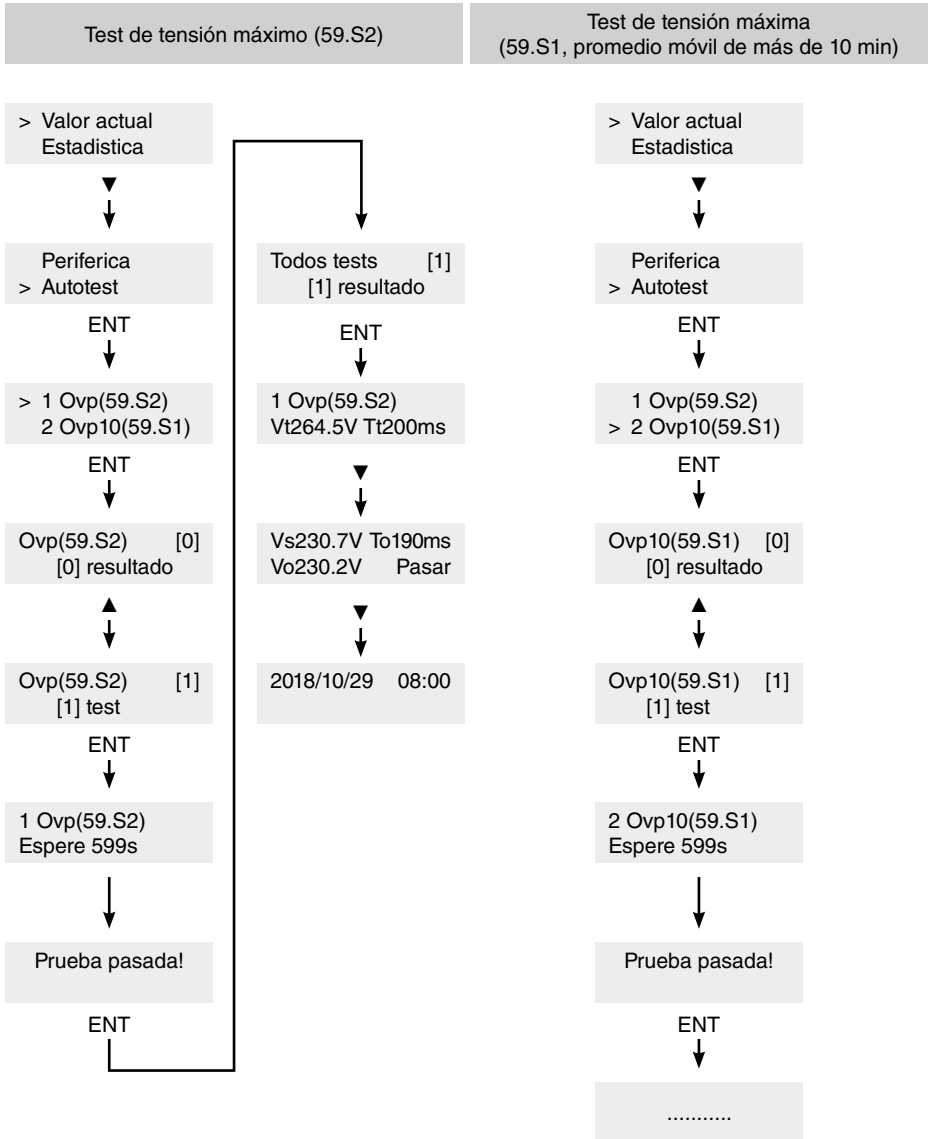 Test de tensión máximo (59.S2)
Test de tensión máxima
(59.S1, promedio móvil de más de 10 min)
> Valor actual
Estadistica
▼
Periferica
> Autotest
ENT
> 1 Ovp(59.S2)
2 Ovp10(59.S1)
ENT
Ovp(59.S2) [0]
[0] resultado
▲
Ovp(59.S2) [1]
[1] test
ENT
1 Ovp(59.S2)
Espere 599s
Prueba pasada!
ENT
Todos tests [1]
[1] resultado
ENT
1 Ovp(59.S2)
Vt264.5V Tt200ms
▼
Vs230.7V To190ms
Vo230.2V Pasar
▼
2018/10/29 08:00
> Valor actual
Estadistica
▼
Periferica
> Autotest
ENT
1 Ovp(59.S2)
> 2 Ovp10(59.S1)
ENT
Ovp10(59.S1) [0]
[0] resultado
▲
Ovp10(59.S1) [1]
[1] test
ENT
2 Ovp10(59.S1)
Espere 599s
Prueba pasada!
ENT
...........